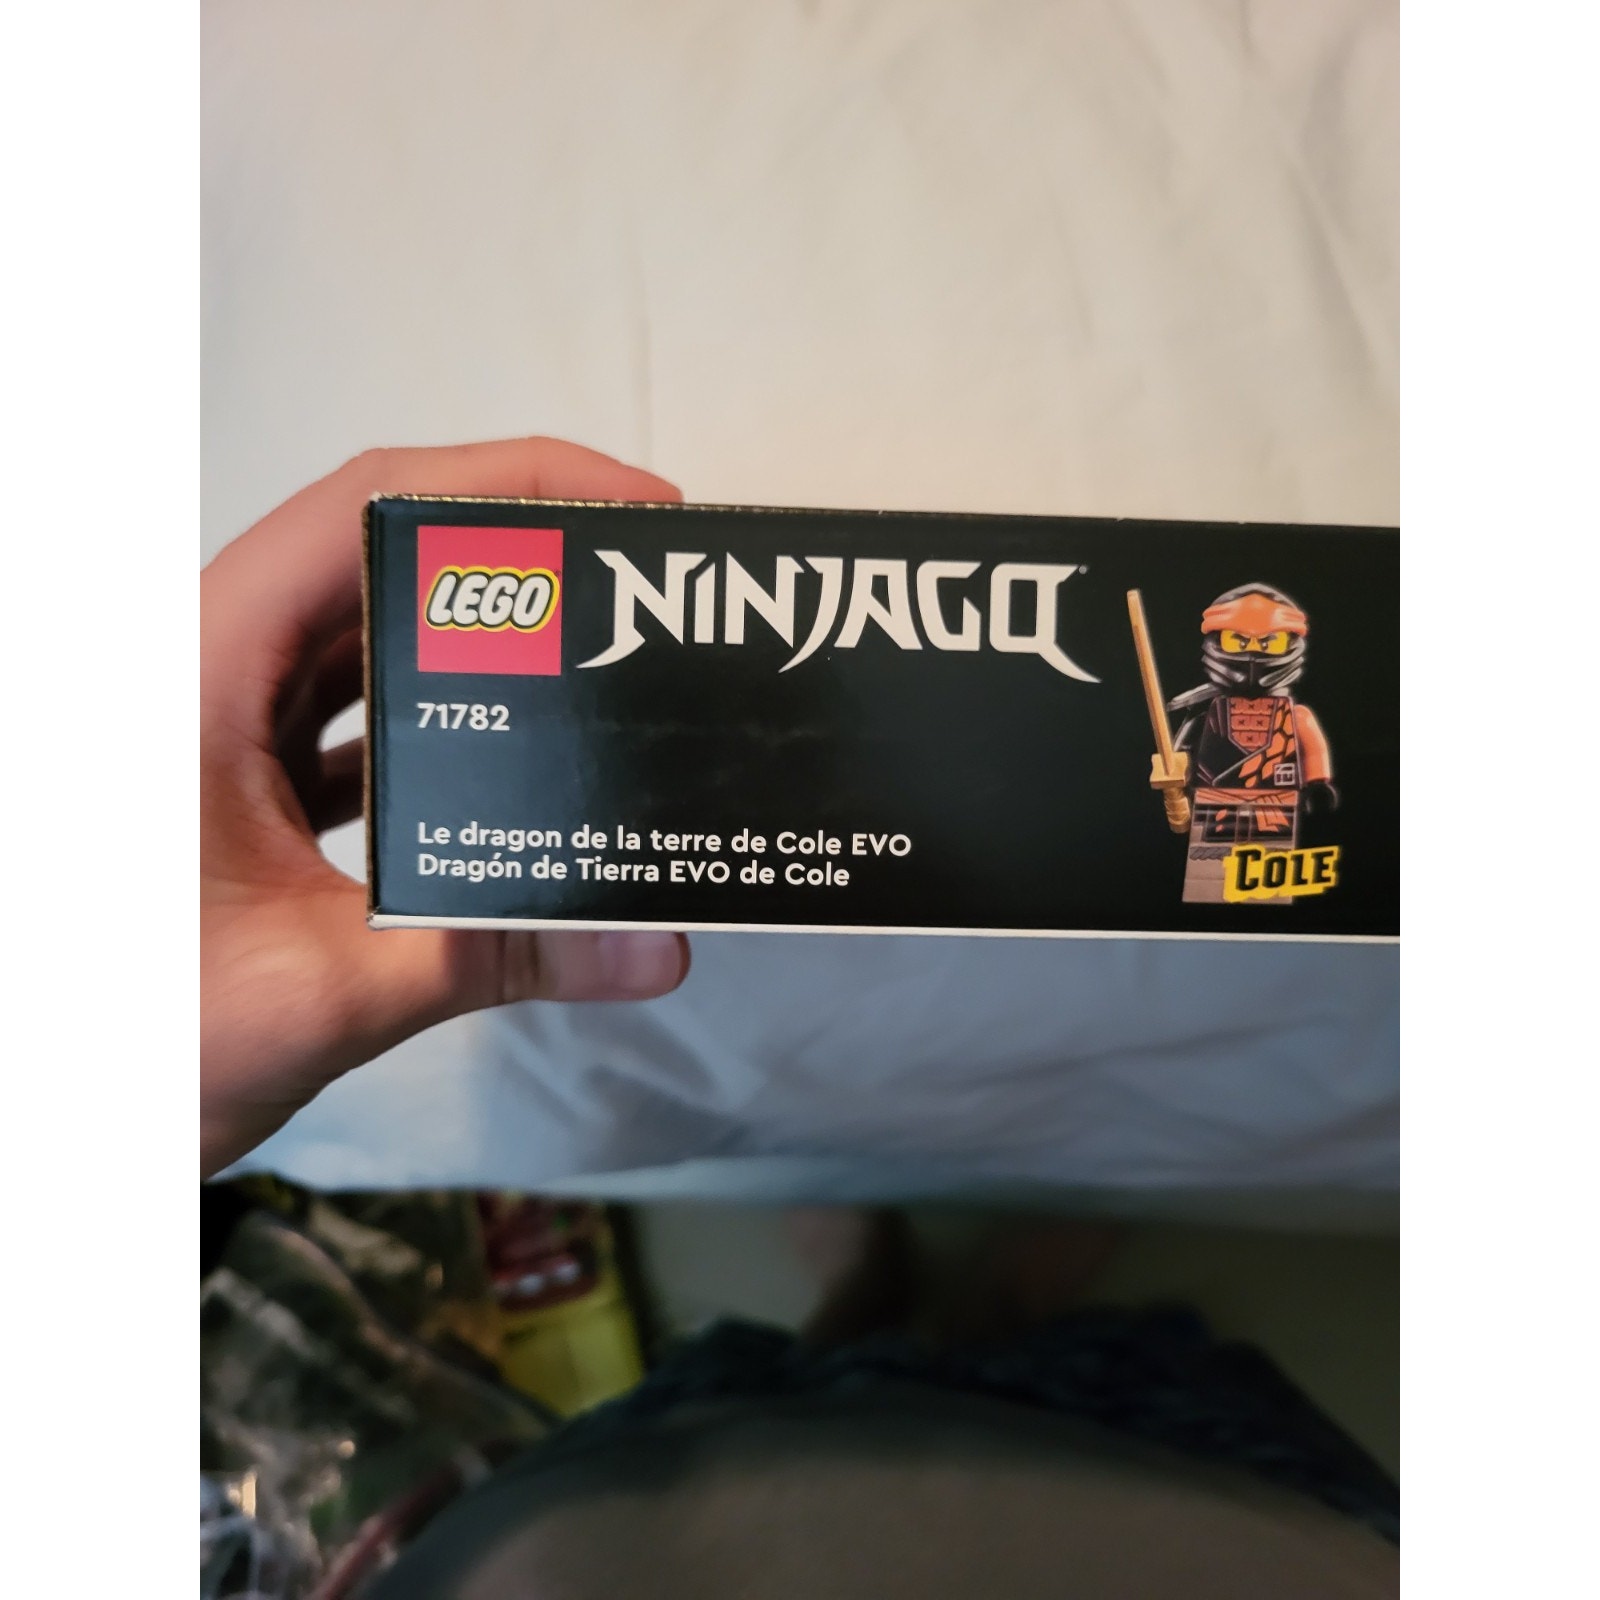 LEGO
NINJAGO
71782
Le dragon de la terre de Cole EVO
Dragón de Tierra EVO de Cole
COLE